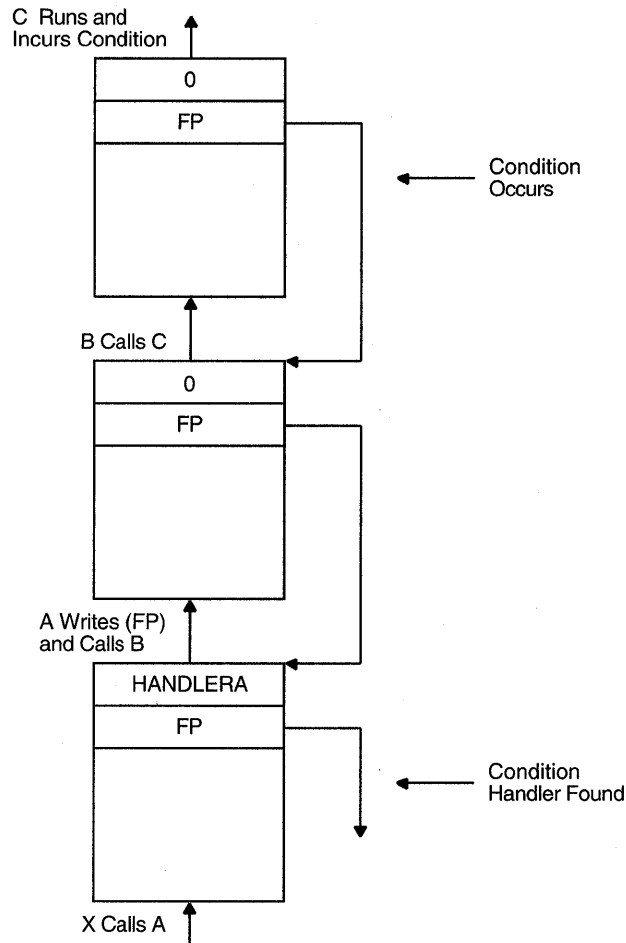 C Runs and
Incurs Condition
0
FP
Condition
Occurs
B Calls C
0
FP
A Writes (FP)
and Calls B
HANDLERA
FP
Condition
Handler Found
X Calls A